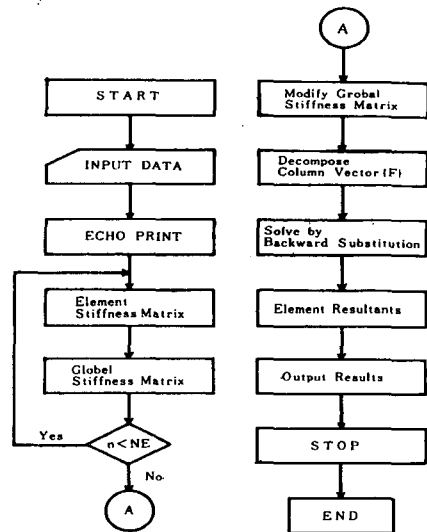 START
INPUT DATA
ECHO PRINT
Element
Stiffness Matrix
Globel
Stiffness Matrix
n<NE
Yes
No.
A
A
Modify Grobal
Stiffness Matrix
Decompose
Column Vector{F}
Solve by
Backward Substitution
Element Resultants
Output Results
STOP
END